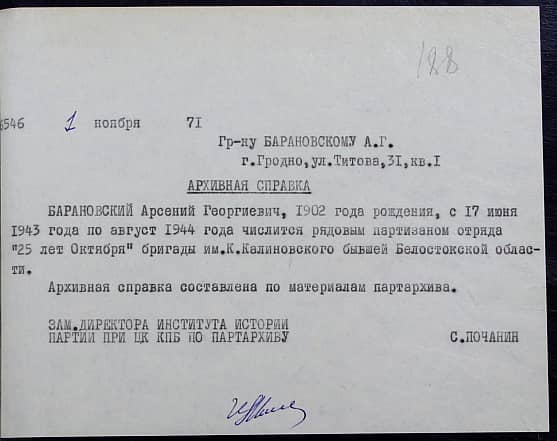 188
6546 1 ноября 71
Гр-ну БАРАНОВСКОМУ А.Г.
г.Гродно,ул.Титова,31,кв.I
АРХИВНАЯ СПРАВКА
БАРАНОВСКИЙ Арсений Георгиевич, 1902 года рождения, с 17 июня
1943 года по август 1944 года числится рядовым партизаном отряда
"25 лет Октября" бригады им.К.Калиновского бывшей Белостокской облас-
ти.
Архивная справка составлена по материалам партархива.
ЗАМ.ДИРЕКТОРА ИНСТИТУТА ИСТОРИИ
ПАРТИИ ПРИ ЦК КПБ ПО ПАРТАРХИВУ С.ПОЧАНИН